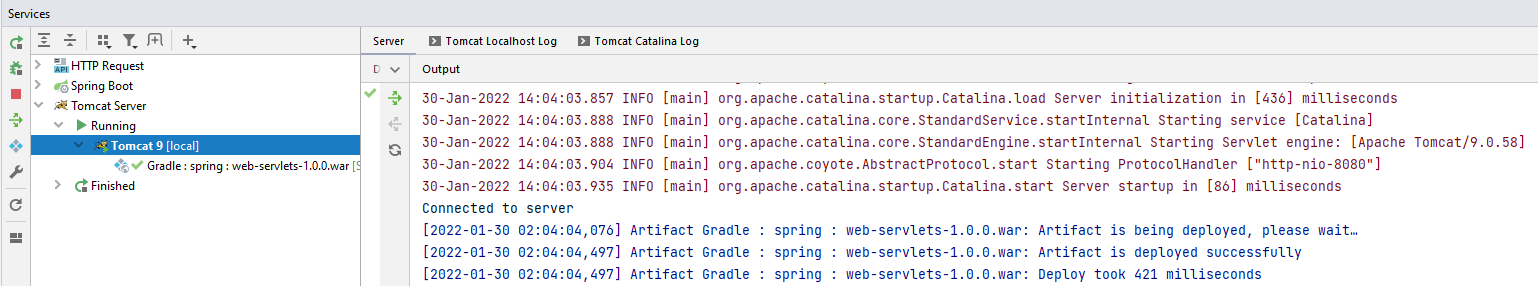 Services
HTTP Request
Spring Boot
Tomcat Server
Running
Tomcat 9 [local]
Gradle : spring : web-servlets-1.0.0.war
Finished
Server
Tomcat Localhost Log
Tomcat Catalina Log
D
Output
30-Jan-2022 14:04:03.857 INFO [main] org.apache.catalina.startup.Catalina.load Server initialization in [436] milliseconds
30-Jan-2022 14:04:03.888 INFO [main] org.apache.catalina.core.StandardService.startInternal Starting service [Catalina]
30-Jan-2022 14:04:03.888 INFO [main] org.apache.catalina.core.StandardEngine.startInternal Starting Servlet engine: [Apache Tomcat/9.0.58]
30-Jan-2022 14:04:03.904 INFO [main] org.apache.coyote.AbstractProtocol.start Starting ProtocolHandler ["http-nio-8080"]
30-Jan-2022 14:04:03.935 INFO [main] org.apache.catalina.startup.Catalina.start Server startup in [86] milliseconds
Connected to server
[2022-01-30 02:04:04,076] Artifact Gradle : spring : web-servlets-1.0.0.war: Artifact is being deployed, please wait…
[2022-01-30 02:04:04,497] Artifact Gradle : spring : web-servlets-1.0.0.war: Artifact is deployed successfully
[2022-01-30 02:04:04,497] Artifact Gradle : spring : web-servlets-1.0.0.war: Deploy took 421 milliseconds